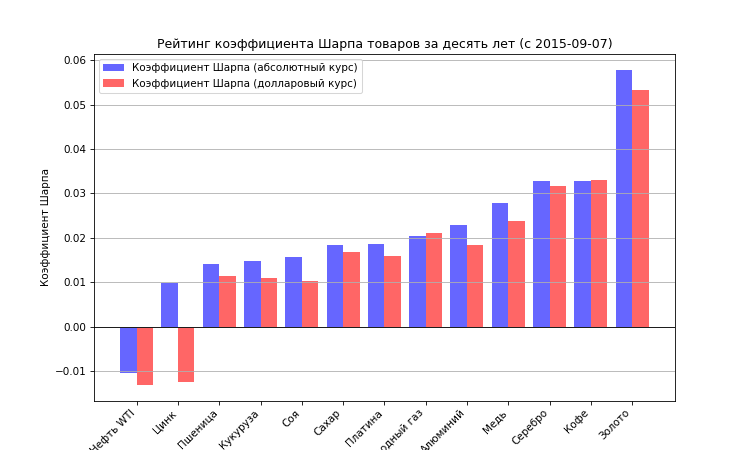 Рейтинг коэффициента Шарпа товаров за десять лет (с 2015-09-07)
Коэффициент Шарпа (абсолютный курс)
Коэффициент Шарпа (долларовый курс)
Коэффициент Шарпа
0.06
0.05
0.04
0.03
0.02
0.01
0.00
−0.01
Нефть WTI
Цинк
Пшеница
Кукуруза
Соя
Сахар
Платина
газ
Алюминий
Медь
Серебро
Кофе
Золото